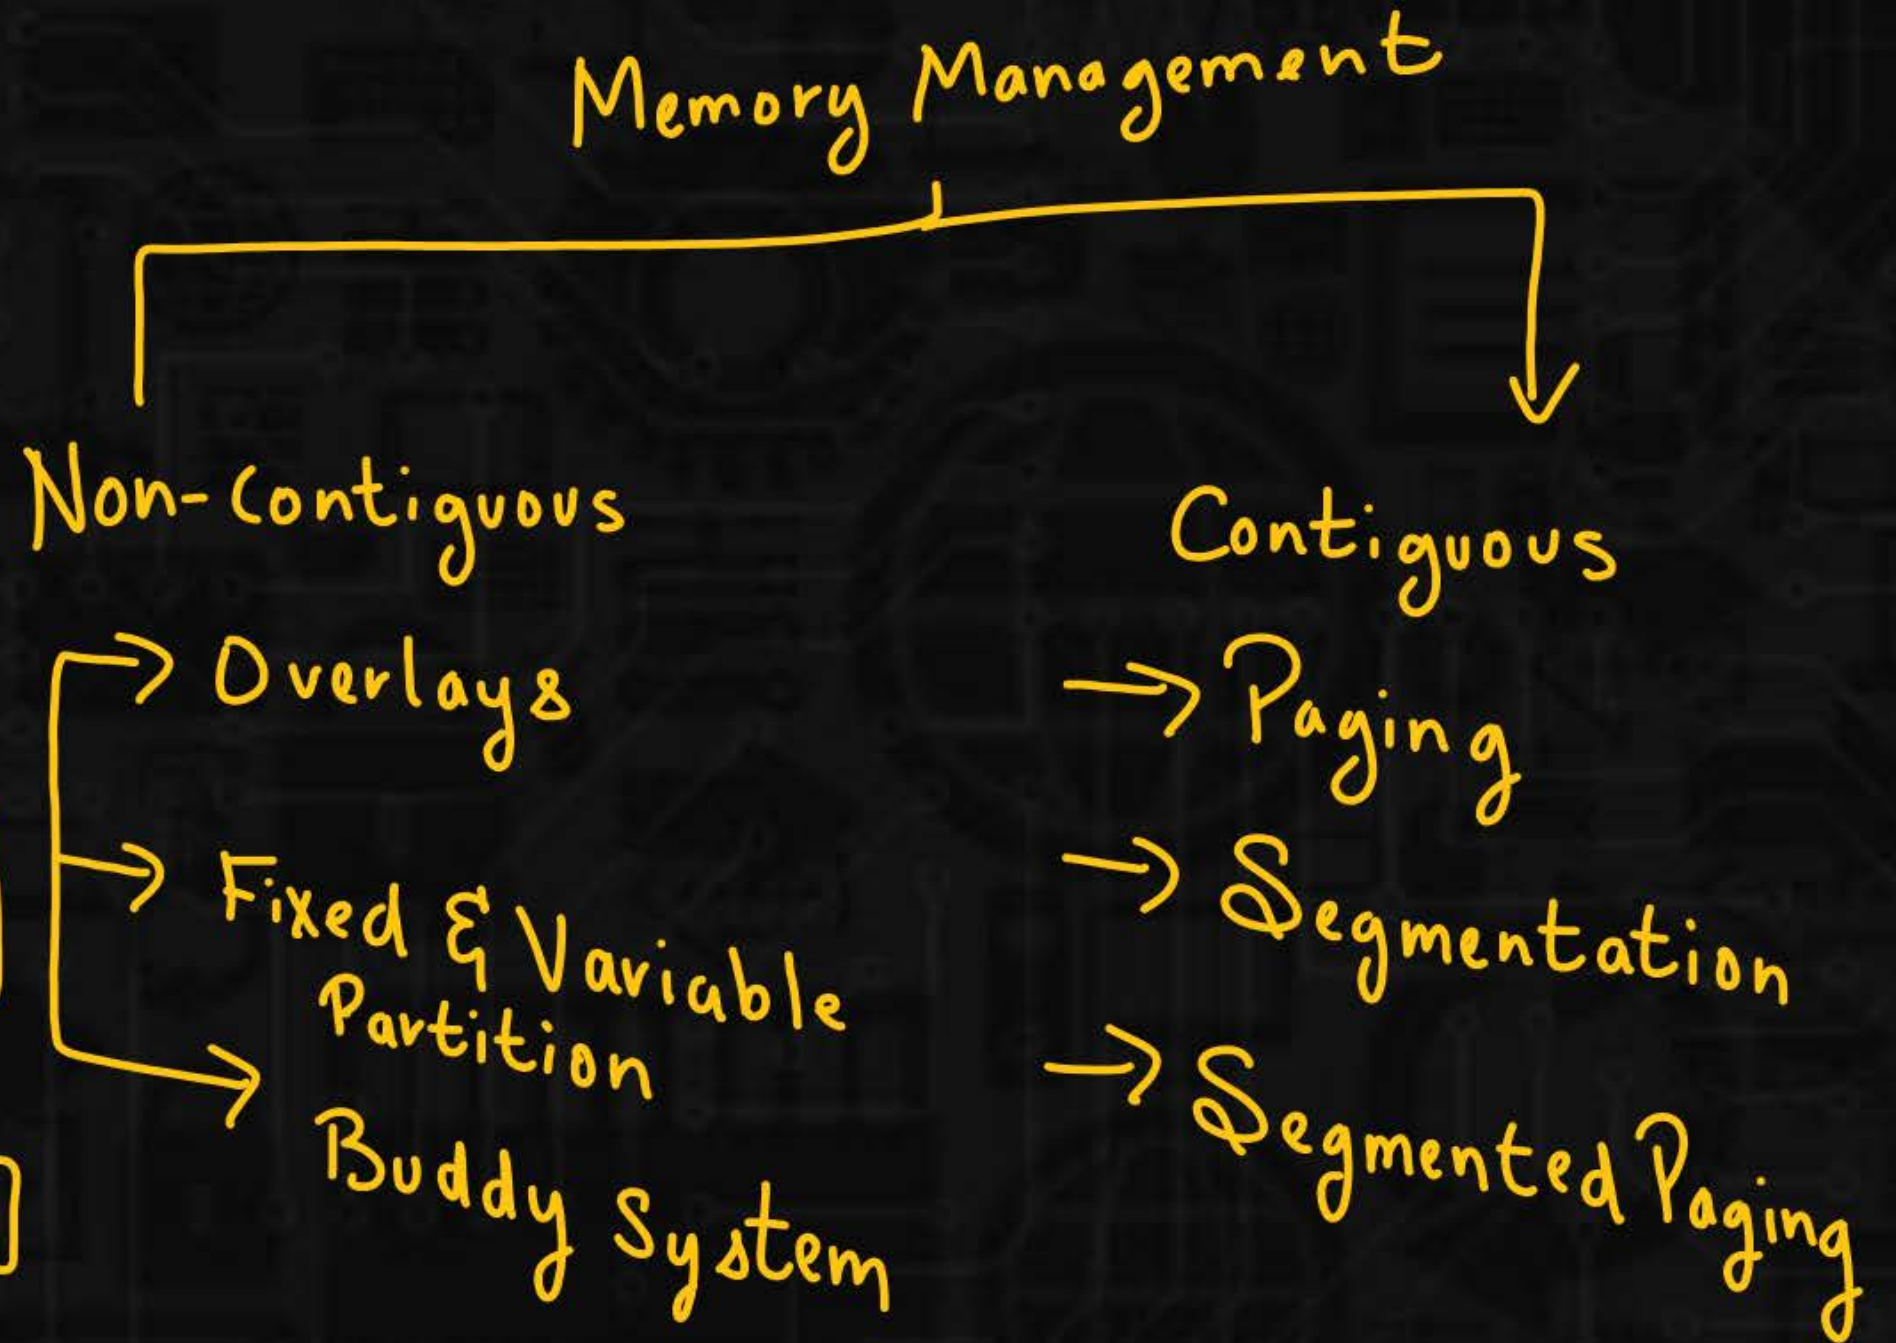 Memory Management
Non-Contiguous
Contiguous
Overlays
Paging
Fixed & Variable
Partition
Segmentation
Buddy System
Segmented Paging